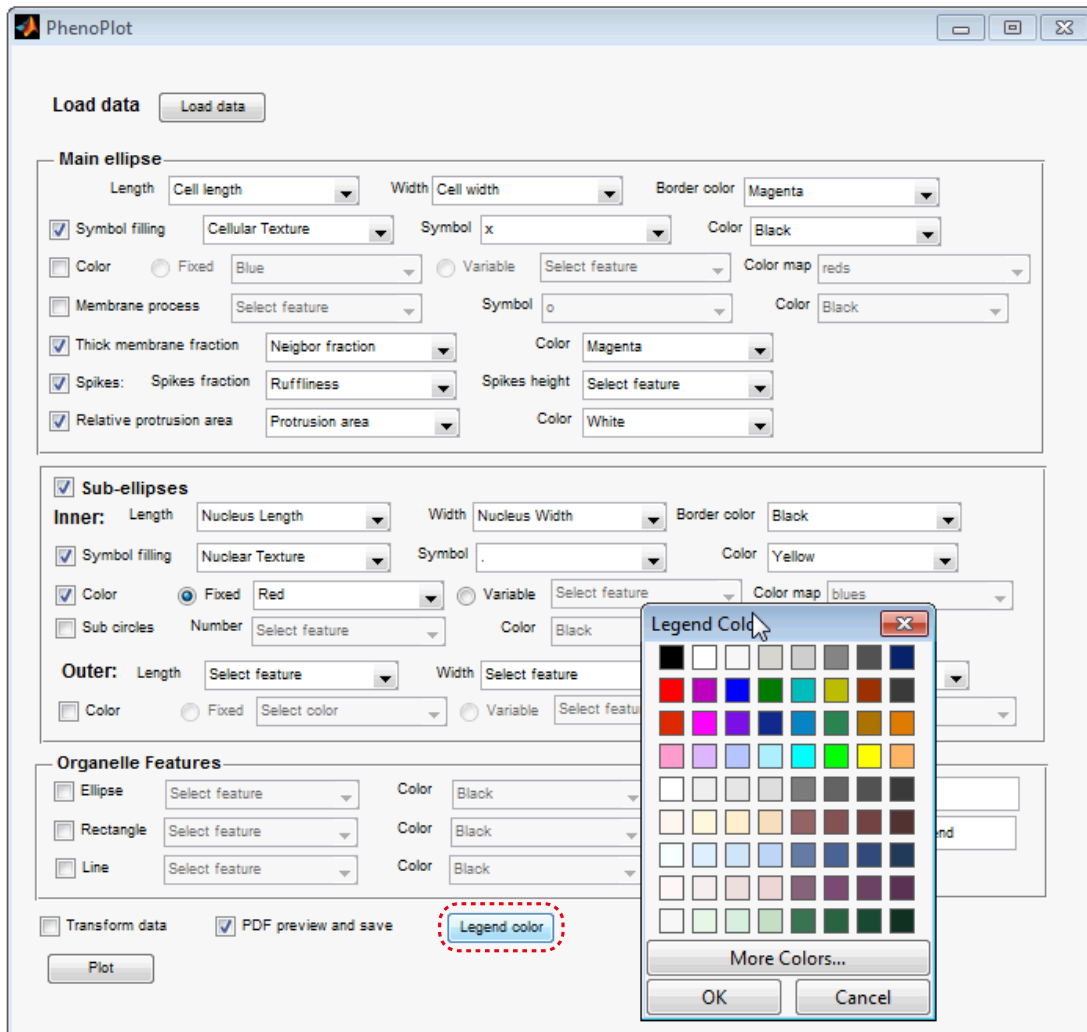 PhenoPlot
Load data Load data
Main ellipse
Length Cell length Width Cell width Border color Magenta
Symbol filling Cellular Texture Symbol x Color Black
Color Fixed Blue Variable Select feature Color map reds
Membrane process Select feature Symbol o Color Black
Thick membrane fraction Neigbor fraction Color Magenta
Spikes: Spikes fraction Ruffliness Spikes height Select feature
Relative protrusion area Protrusion area Color White
Sub-ellipses
Inner: Length Nucleus Length Width Nucleus Width Border color Black
Symbol filling Nuclear Texture Symbol . Color Yellow
Color Fixed Red Variable Select feature Color map blues
Sub circles Number Select feature Color Black
Legend Color
Outer: Length Select feature Width Select feature
Color Fixed Select color Variable Select featu
Organelle Features
Ellipse Select feature Color Black
Rectangle Select feature Color Black end
Line Select feature Color Black
Transform data PDF preview and save Legend color
Plot
More Colors...
OK Cancel